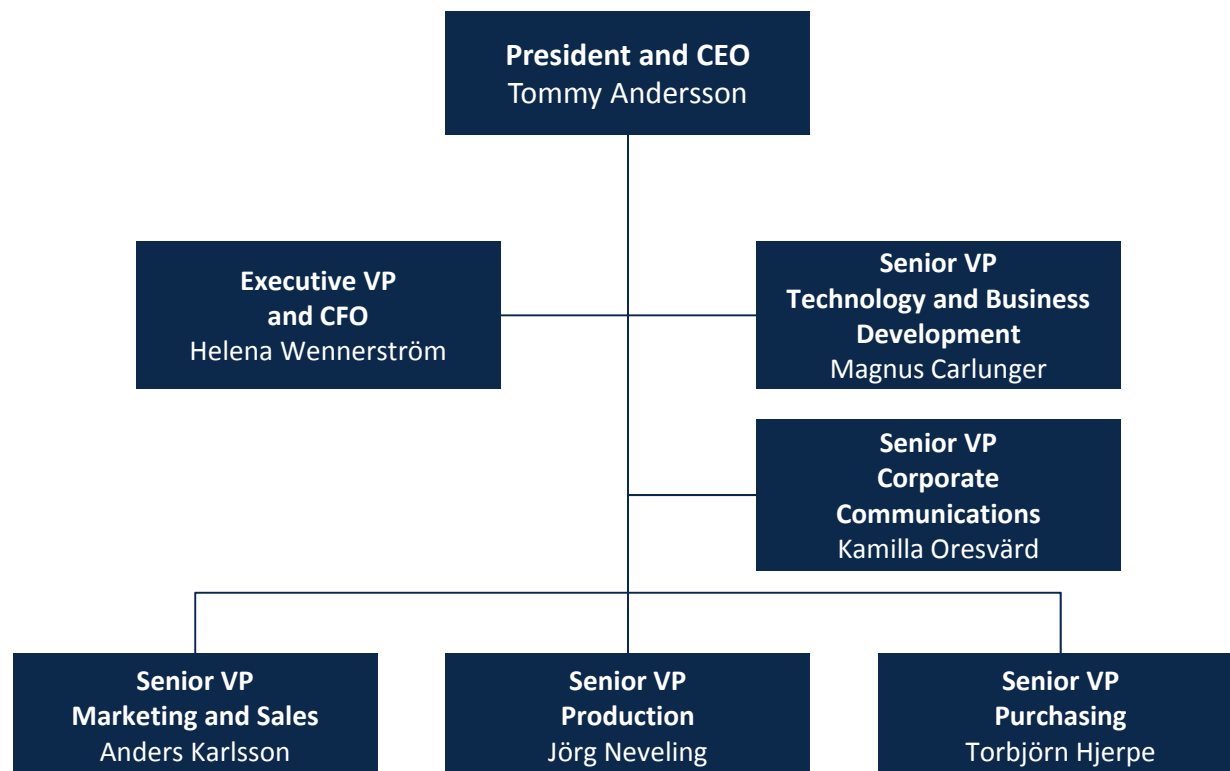 President and CEO
Tommy Andersson
Executive VP
and CFO
Helena Wennerström
Senior VP
Technology and Business
Development
Magnus Carlunger
Senior VP
Corporate
Communications
Kamilla Oresvärd
Senior VP
Marketing and Sales
Anders Karlsson
Senior VP
Production
Jörg Neveling
Senior VP
Purchasing
Torbjörn Hjerpe